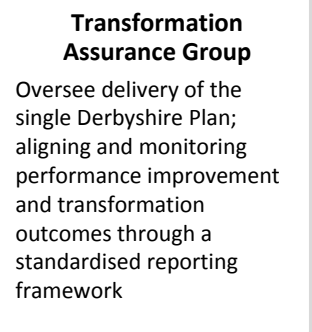 Transformation
Assurance Group
Oversee delivery of the
single Derbyshire Plan;
aligning and monitoring
performance improvement
and transformation
outcomes through a
standardised reporting
framework